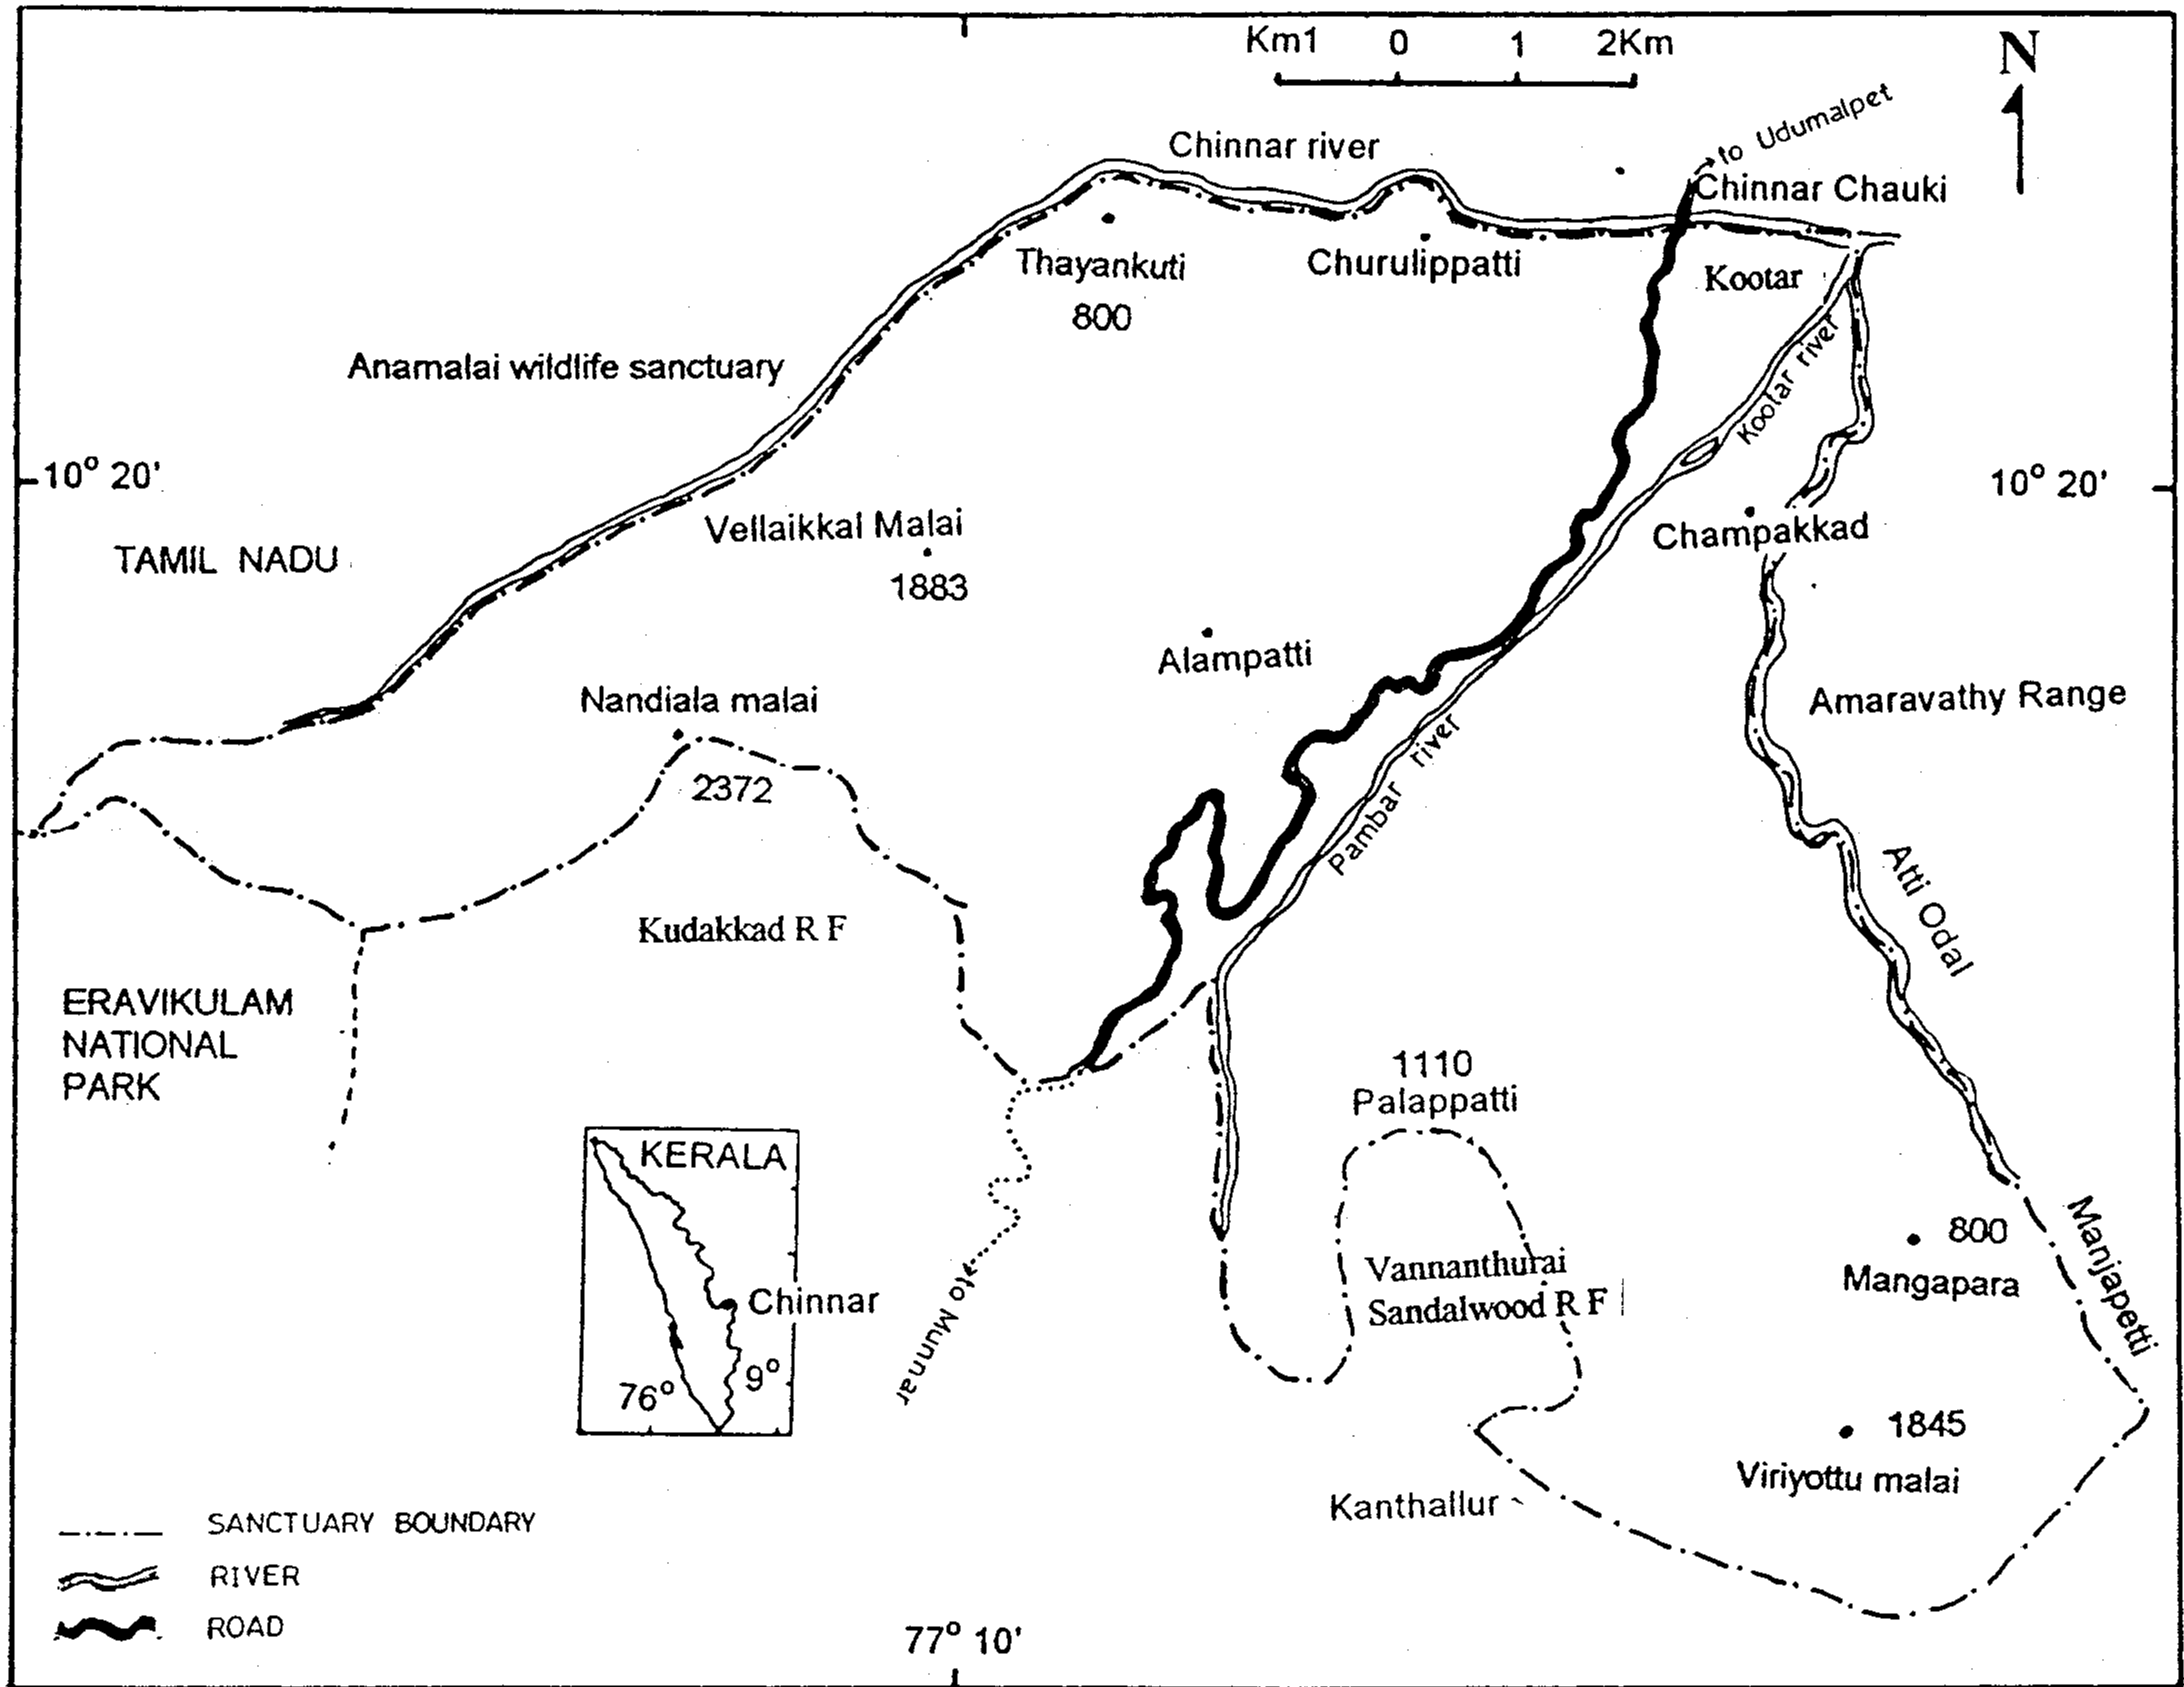 Km1 0 1 2Km
N
to Udumalpet
Chinnar river
Chinnar Chauki
Thayankuti
800
Churulippatti
Kootar
Kootar river
Anamalai wildlife sanctuary
10° 20'
10° 20'
Vellaikkal Malai
1883
Champakkad
TAMIL NADU
Alampatti
Nandiala malai
2372
Amaravathy Range
Pambar river
Atti Odal
Kudakkad R F
ERAVIKULAM
NATIONAL
PARK
1110
Palappatti
KERALA
Chinnar
76°
9°
to Munnar
Vannanthurai
Sandalwood R F
800
Mangapara
Manjapetti
1845
Viriyottu malai
Kanthallur
SANCTUARY BOUNDARY
RIVER
ROAD
77° 10'